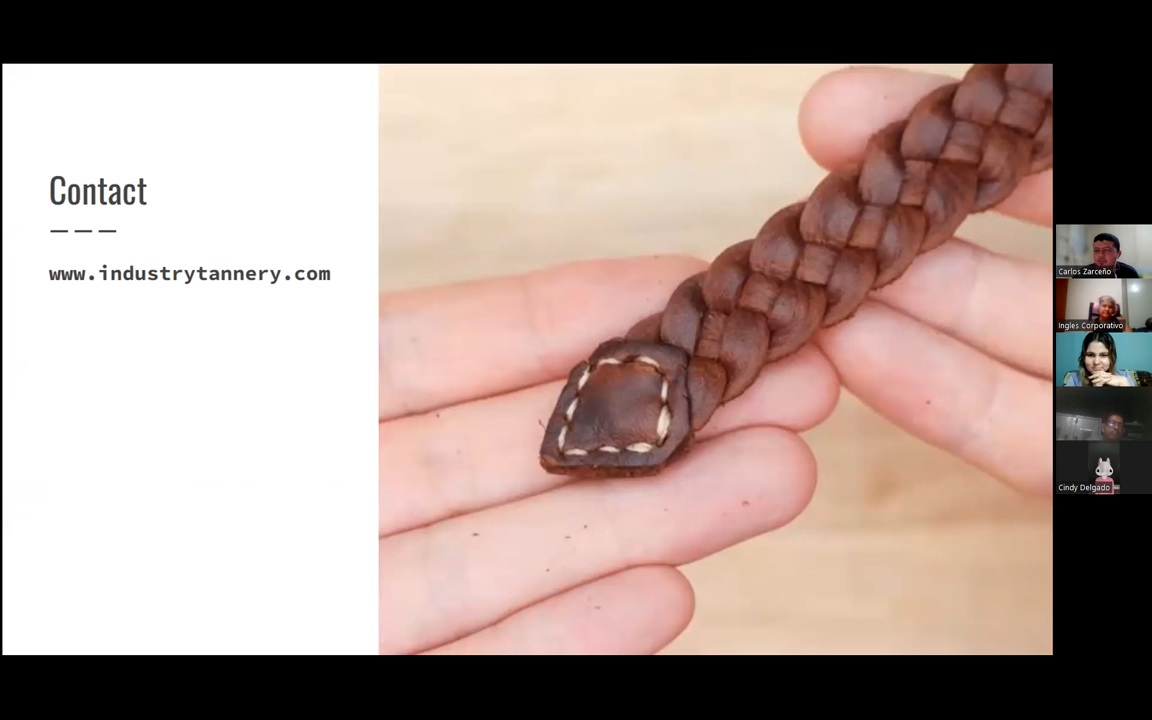 Contact
www.industrytannery.com
Carlos Zarceño
Ingles Corporativo
Cindy Delgado